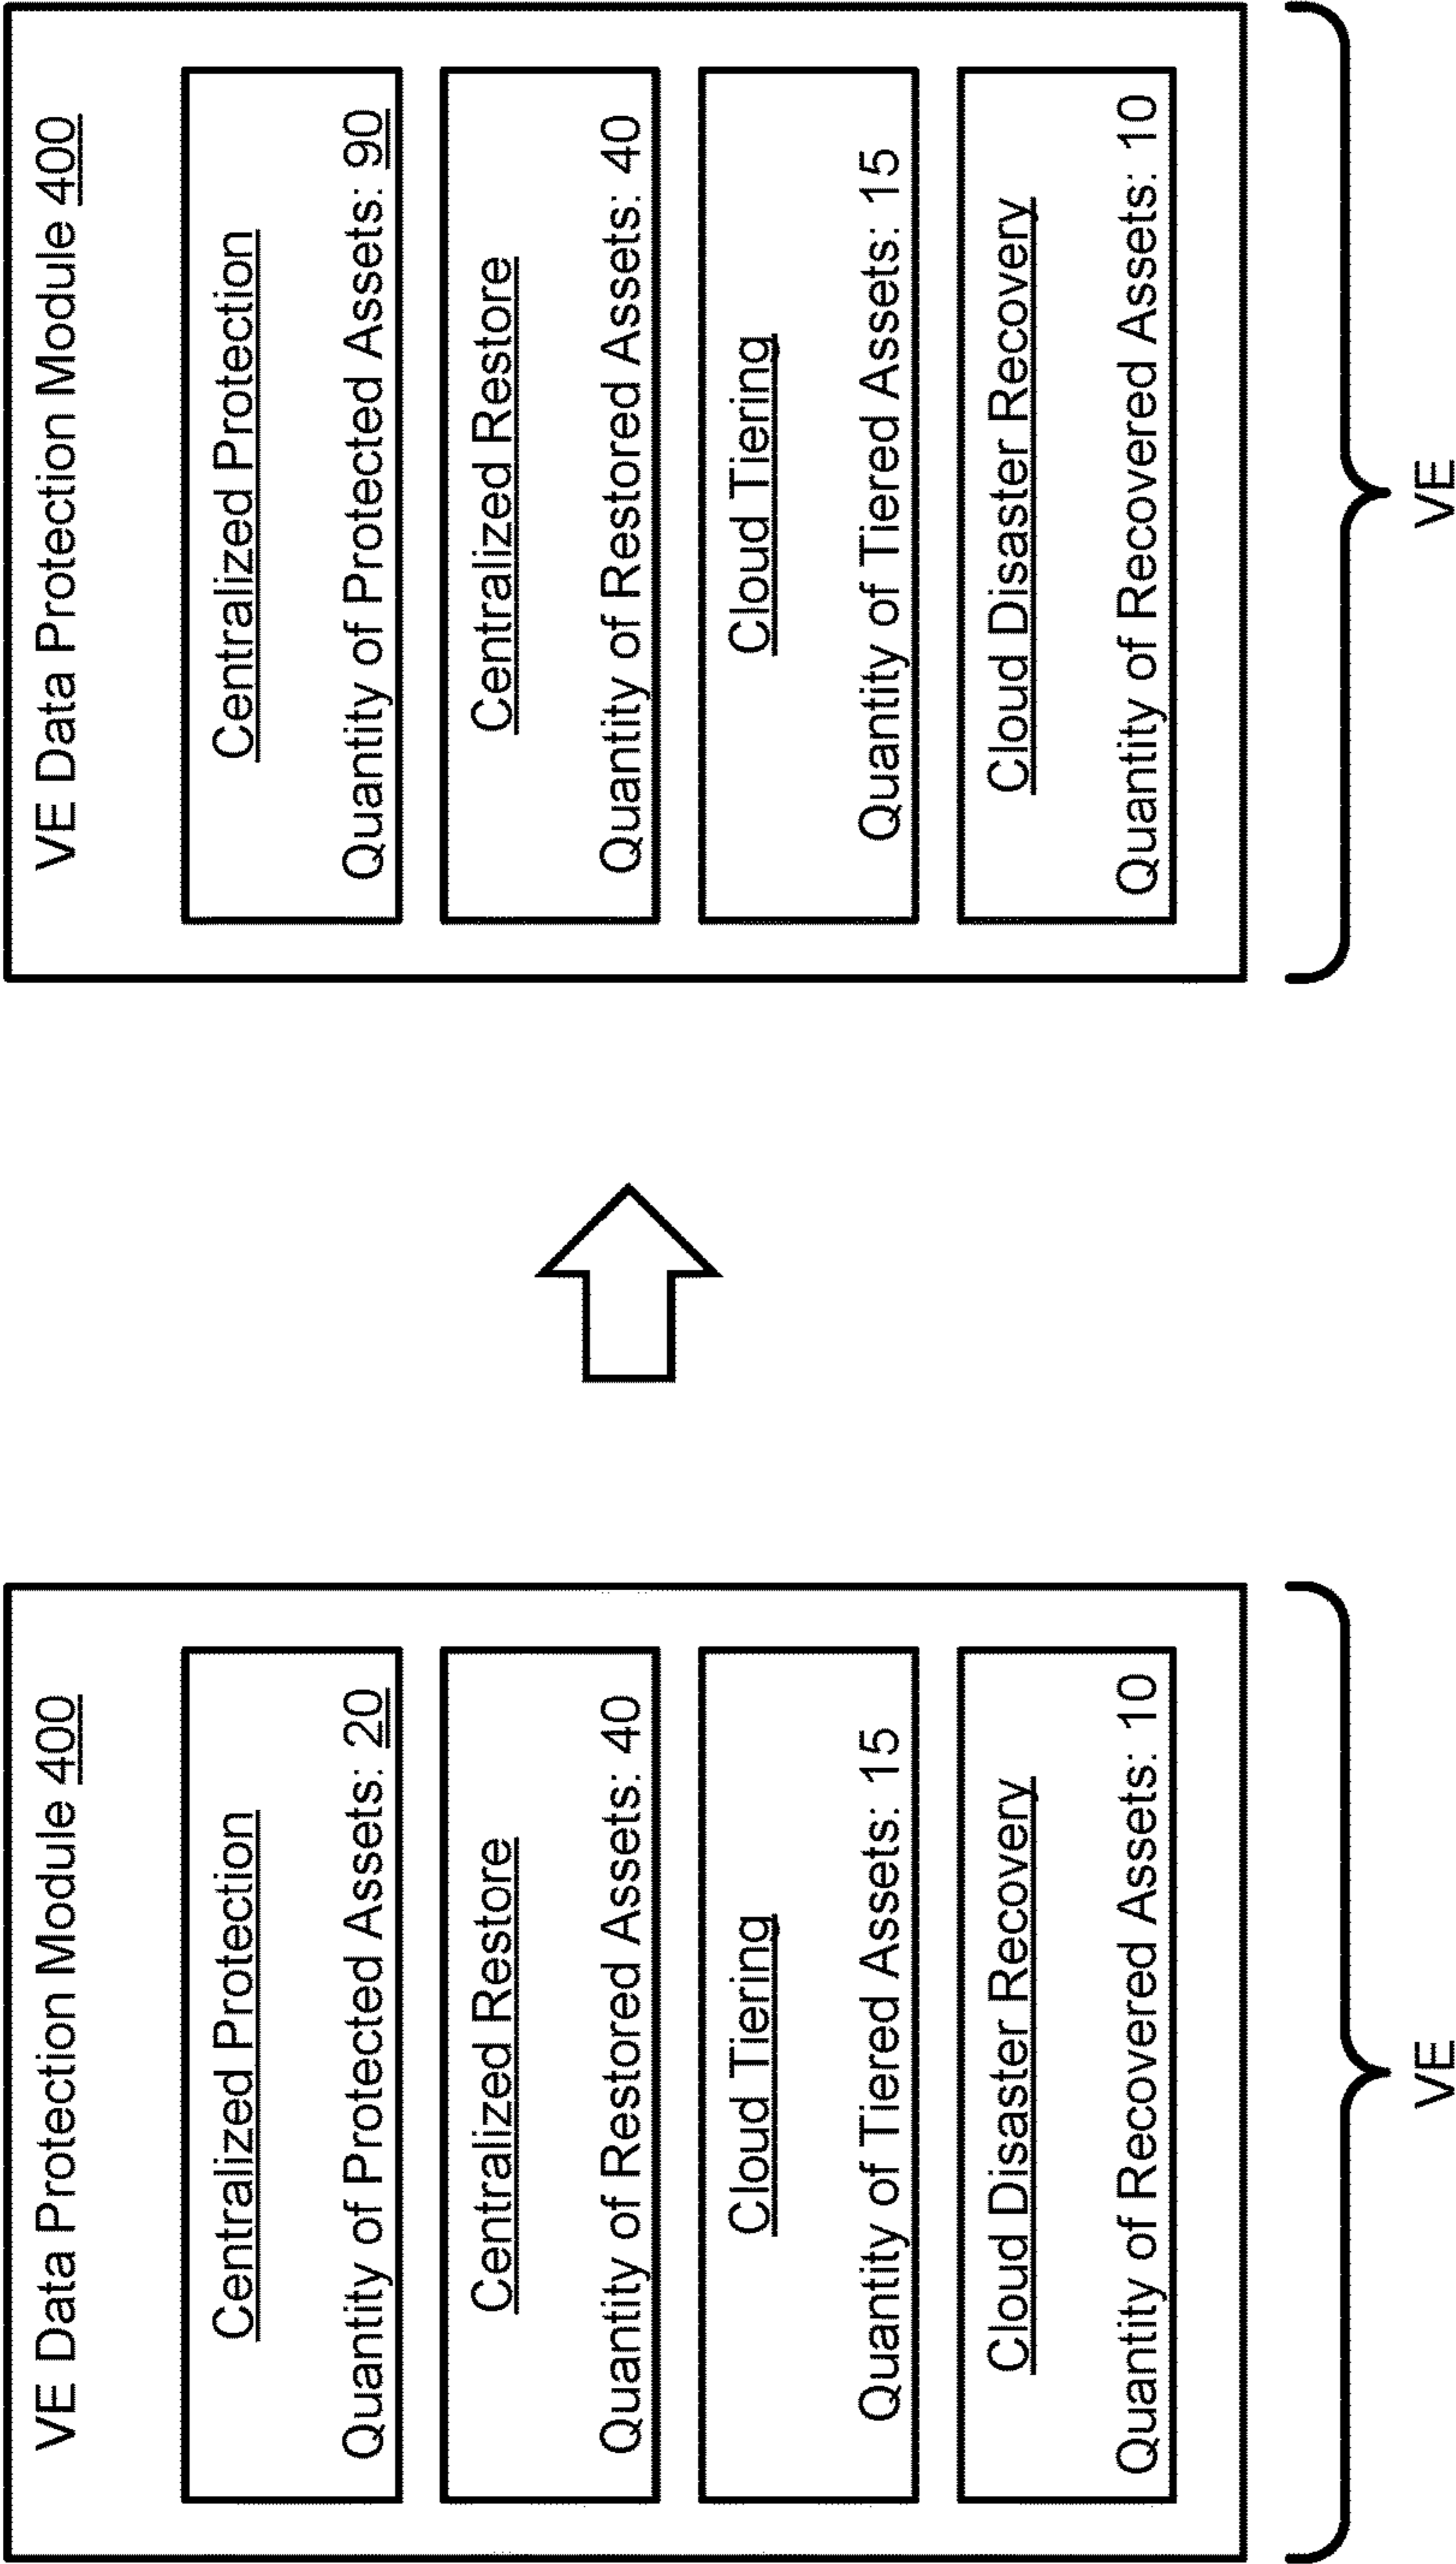 VE Data Protection Module 400
Centralized Protection
Quantity of Protected Assets: 20
Centralized Restore
Quantity of Restored Assets: 40
Cloud Tiering
Quantity of Tiered Assets: 15
Cloud Disaster Recovery
Quantity of Recovered Assets: 10
VE
VE Data Protection Module 400
Centralized Protection
Quantity of Protected Assets: 90
Centralized Restore
Quantity of Restored Assets: 40
Cloud Tiering
Quantity of Tiered Assets: 15
Cloud Disaster Recovery
Quantity of Recovered Assets: 10
VE